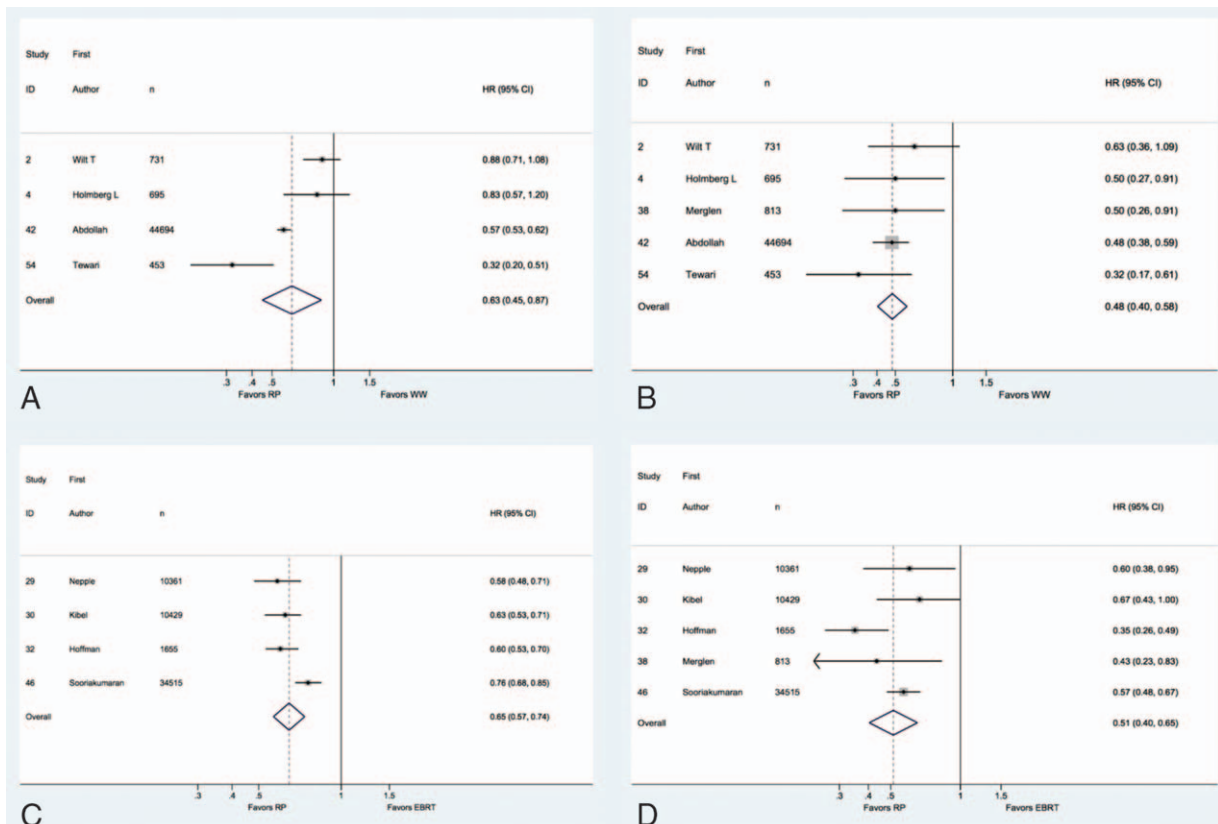 Study First
ID Author n HR (95% CI)
2 Wilt T 731 0.88 (0.71, 1.08)
4 Holmberg L 695 0.83 (0.57, 1.20)
42 Abdollah 44694 0.57 (0.53, 0.62)
54 Tewari 453 0.32 (0.20, 0.51)
Overall 0.63 (0.45, 0.87)
.3 .4 .5 1 1.5
Favors RP Favors WW
A
Study First
ID Author n HR (95% CI)
2 Wilt T 731 0.63 (0.36, 1.09)
4 Holmberg L 695 0.50 (0.27, 0.91)
38 Merglen 813 0.50 (0.26, 0.91)
42 Abdollah 44694 0.48 (0.38, 0.59)
54 Tewari 453 0.32 (0.17, 0.61)
Overall 0.48 (0.40, 0.58)
.3 .4 .5 1 1.5
Favors RP Favors WW
B
Study First
ID Author n HR (95% CI)
29 Nepple 10361 0.58 (0.48, 0.71)
30 Kibel 10429 0.63 (0.53, 0.71)
32 Hoffman 1655 0.60 (0.53, 0.70)
46 Sooriakumaran 34515 0.76 (0.68, 0.85)
Overall 0.65 (0.57, 0.74)
.3 .4 .5 1 1.5
Favors RP Favors EBRT
C
Study First
ID Author n HR (95% CI)
29 Nepple 10361 0.60 (0.38, 0.95)
30 Kibel 10429 0.67 (0.43, 1.00)
32 Hoffman 1655 0.35 (0.26, 0.49)
38 Merglen 813 0.43 (0.23, 0.83)
46 Sooriakumaran 34515 0.57 (0.48, 0.67)
Overall 0.51 (0.40, 0.65)
.3 .4 .5 1 1.5
Favors RP Favors EBRT
D